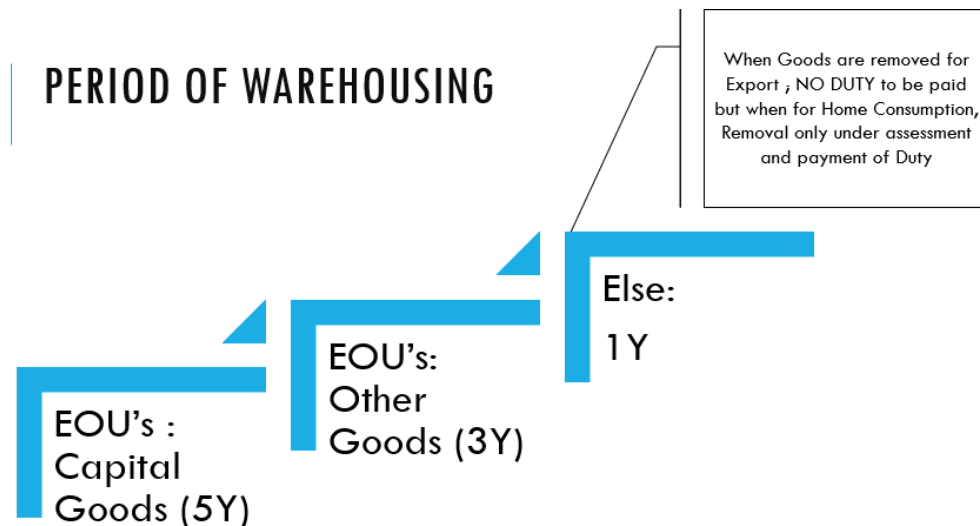 PERIOD OF WAREHOUSING
When Goods are removed for
Export ; NO DUTY to be paid
but when for Home Consumption,
Removal only under assessment
and payment of Duty
EOU's :
Capital
Goods (5Y)
EOU's:
Other
Goods (3Y)
Else:
1Y